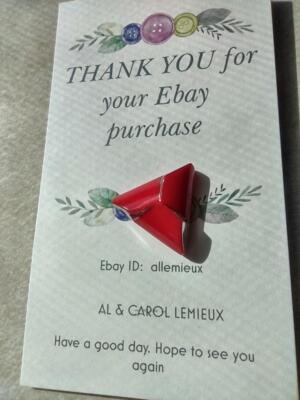 THANK YOU for
your Ebay
purchase
Ebay ID: allemieux
AL & CAROL LEMIEUX
Have a good day. Hope to see you
again